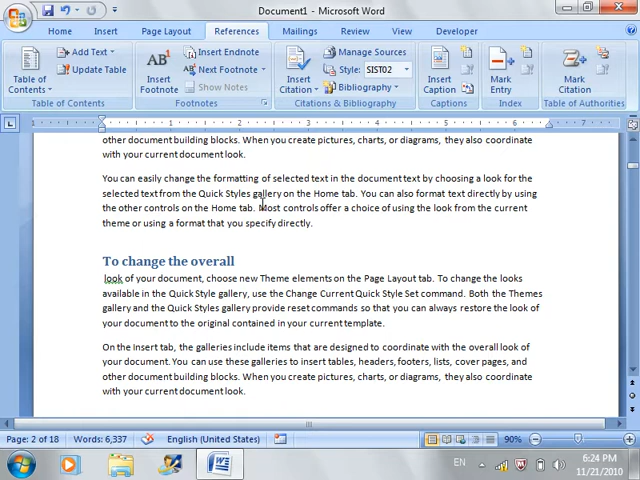 Document1 - Microsoft Word
Home Insert Page Layout References Mailings Review View Developer
Table of Contents
Add Text
Update Table
Table of Contents
AB¹
Insert Footnote
Insert Endnote
Next Footnote
Show Notes
Footnotes
Insert Citation
Manage Sources
Style: SIST02
Bibliography
Citations & Bibliography
Insert Caption
Captions
Mark Entry
Index
Mark Citation
Table of Authorities
1 1 2 3 4 5 6 7
other document building blocks. When you create pictures, charts, or diagrams, they also coordinate
with your current document look.
You can easily change the formatting of selected text in the document text by choosing a look for the
selected text from the Quick Styles gallery on the Home tab. You can also format text directly by using
the other controls on the Home tab. Most controls offer a choice of using the look from the current
theme or using a format that you specify directly.
To change the overall
look of your document, choose new Theme elements on the Page Layout tab. To change the looks
available in the Quick Style gallery, use the Change Current Quick Style Set command. Both the Themes
gallery and the Quick Styles gallery provide reset commands so that you can always restore the look of
your document to the original contained in your current template.
On the Insert tab, the galleries include items that are designed to coordinate with the overall look of
your document. You can use these galleries to insert tables, headers, footers, lists, cover pages, and
other document building blocks. When you create pictures, charts, or diagrams, they also coordinate
with your current document look.
Page: 2 of 18 Words: 6,337 English (United States) 90%
EN
6:24 PM
11/21/2010